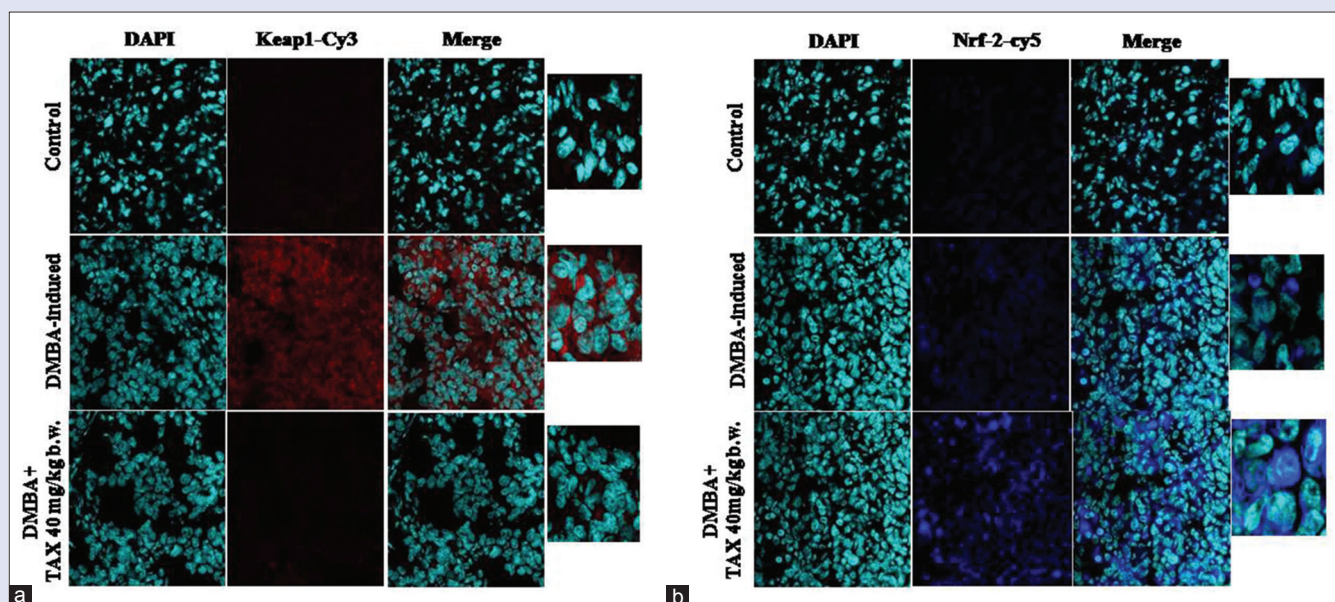 DAPI Keap1-Cy3 Merge
Control
DMBA-induced
DMBA+
TAX 40 mg/kg b.w.
a
DAPI Nrf-2-cy5 Merge
Control
DMBA-induced
DMBA+
TAX 40mg/kg b.w.
b